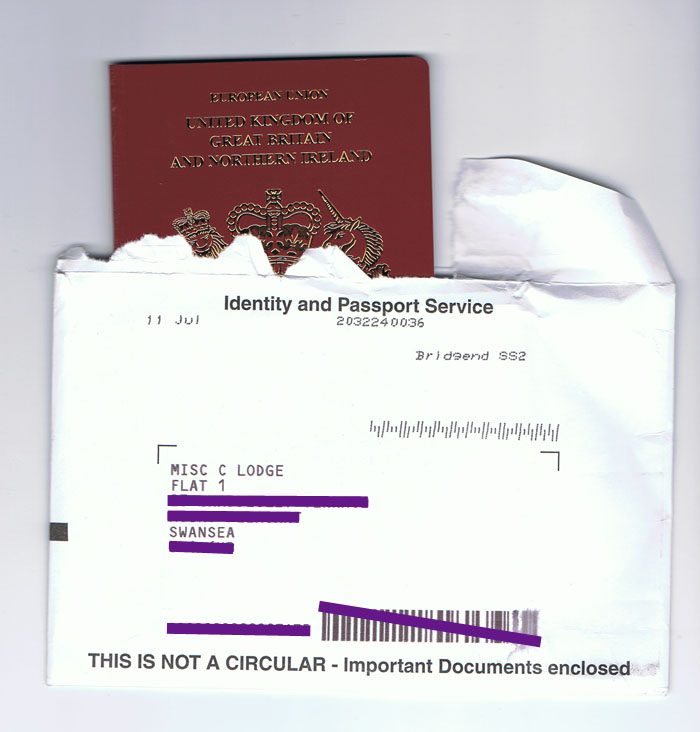 EUROPEAN UNION
UNITED KINGDOM OF
GREAT BRITAIN
AND NORTHERN IRELAND
Identity and Passport Service
11 Jul 2032240036
Bridgend SS2
MISC C LODGE
FLAT 1
SWANSEA
THIS IS NOT A CIRCULAR - Important Documents enclosed